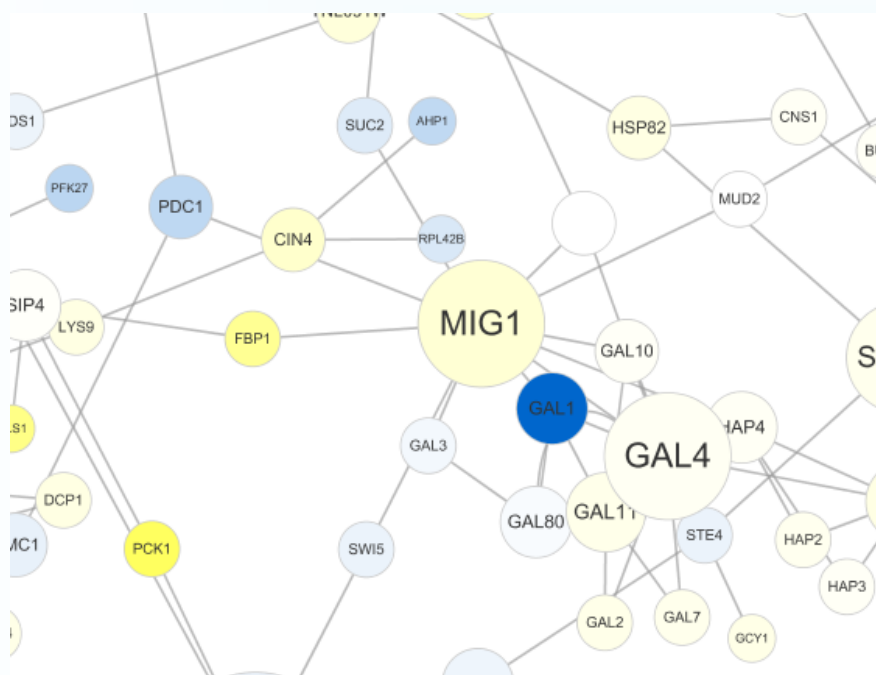 SUC2
AHP1
HSP82
CNS1
PFK27
PDC1
MUD2
CIN4
RPL42B
SIP4
LYS9
FBP1
MIG1
GAL10
GAL1
GAL3
HAP4
GAL4
DCP1
GAL80
GAL11
PCK1
SWI5
STE4
HAP2
HAP3
GAL2
GAL7
GCY1